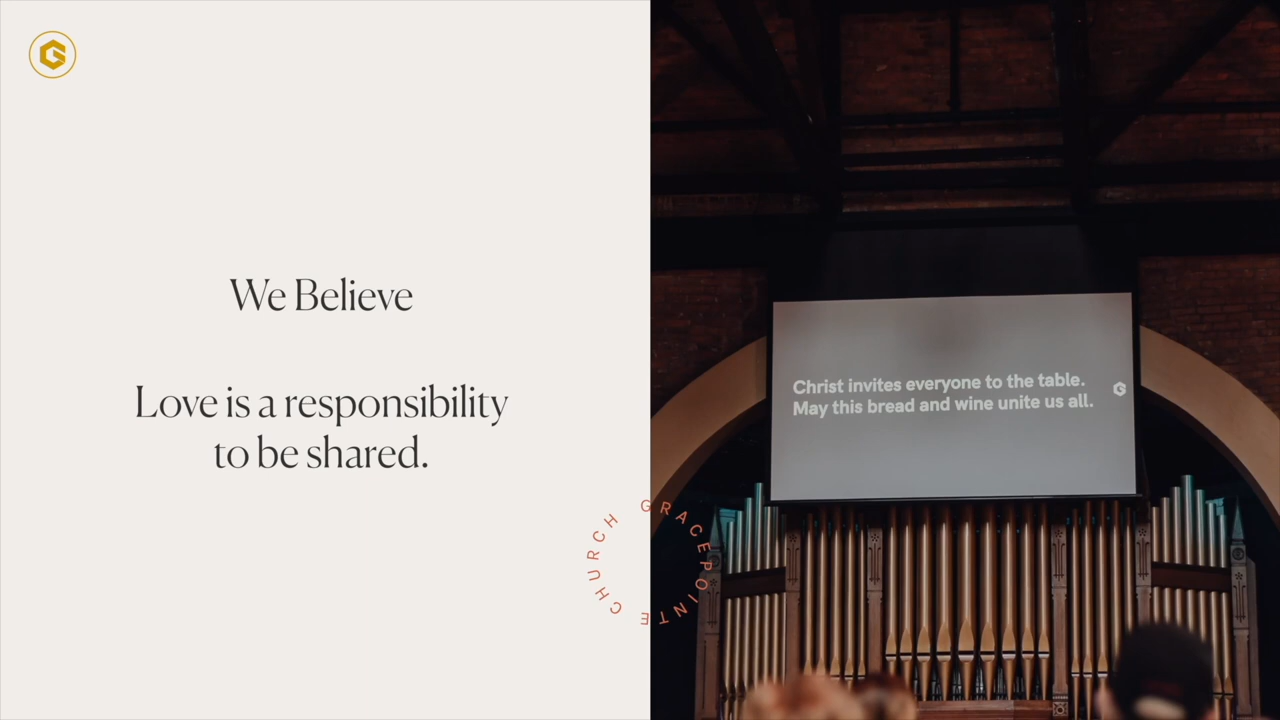 G
We Believe
Love is a responsibility
to be shared.
GRACEPOINTE CHURCH
Christ invites everyone to the table.
May this bread and wine unite us all.
G